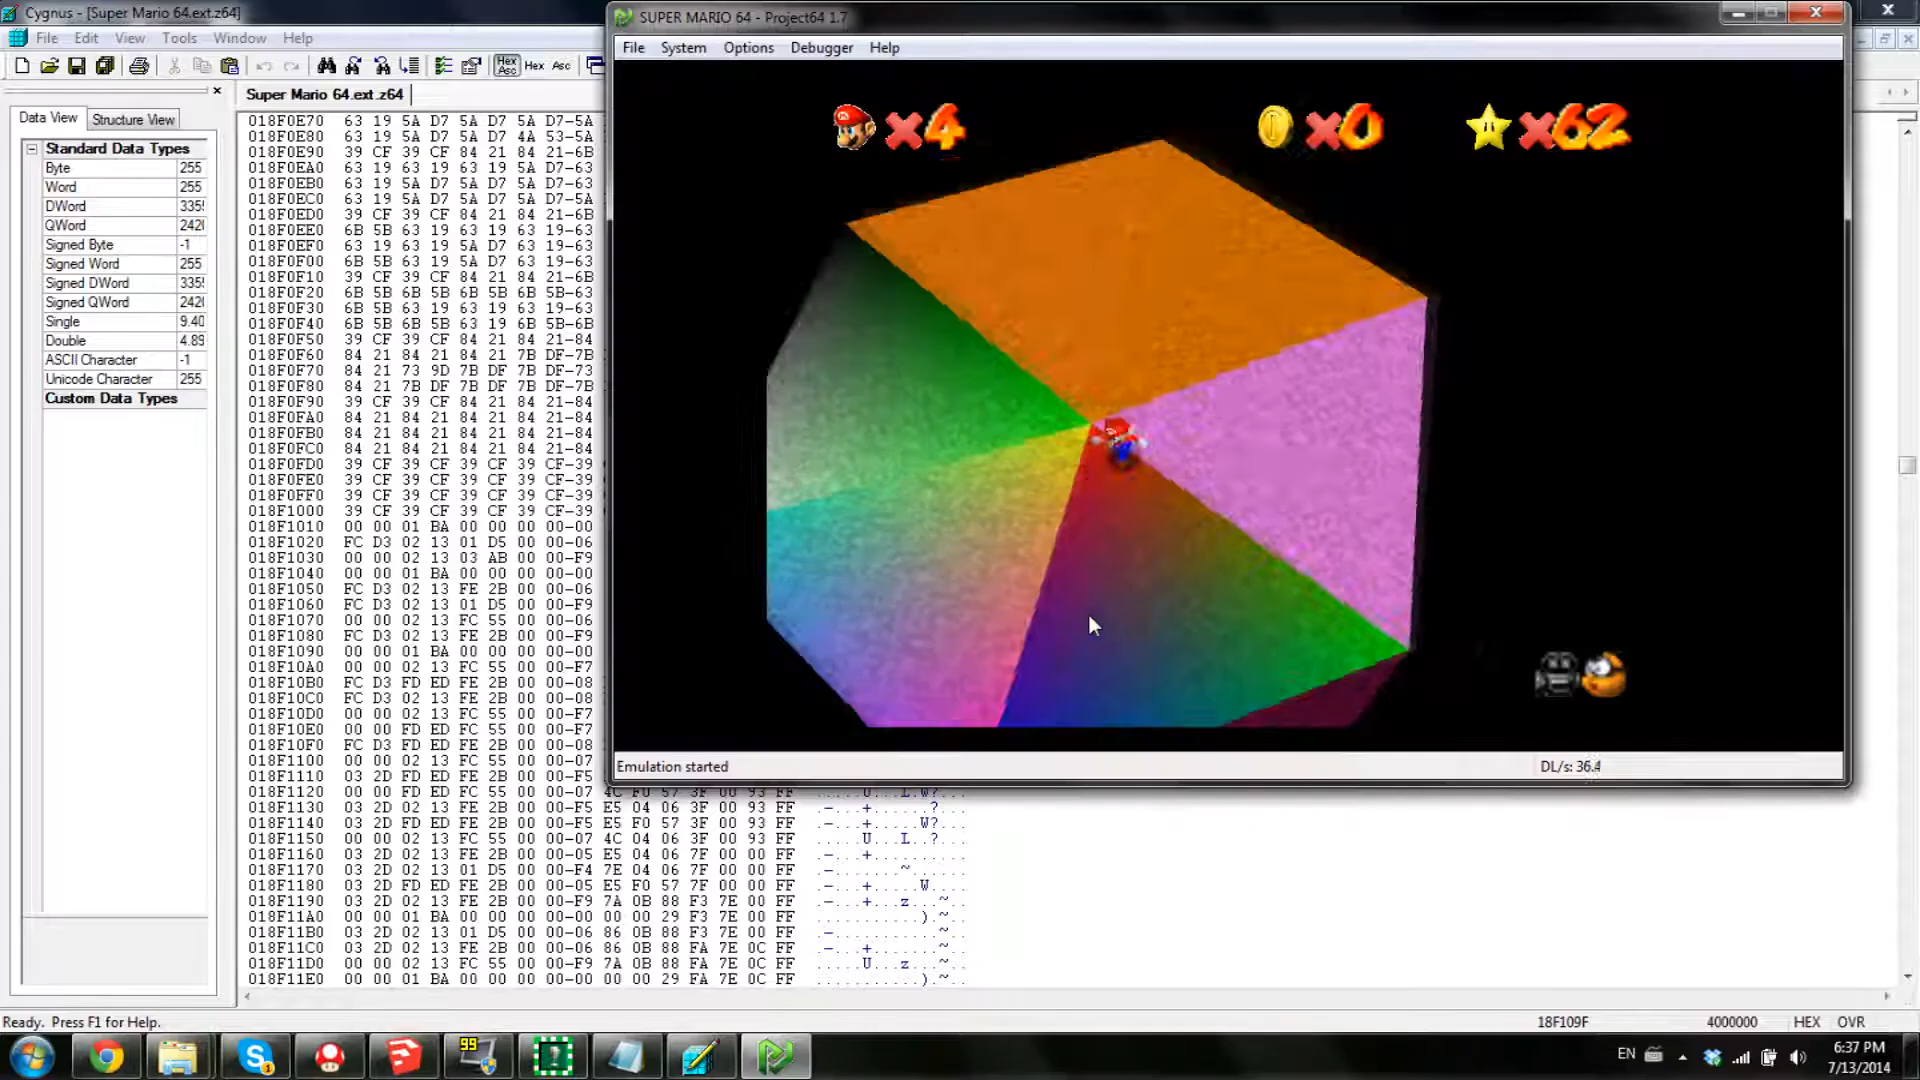 Cygnus - [Super Mario 64.ext.z64]
File Edit View Tools Window Help
Hex Asc Hex Asc
Super Mario 64.ext.z64
Data View Structure View
Standard Data Types
Byte 255
Word 255
DWord 335
QWord 242
Signed Byte -1
Signed Word 255
Signed DWord 335
Signed QWord 242
Single 9.40
Double 4.89
ASCII Character -1
Unicode Character 255
Custom Data Types
018F0E70 63 19 5A D7 5A D7 5A D7-5A
018F0E80 84 21 6B 5B 5A D7 4A 53-5A
018F0E90 39 CF 39 CF 84 21 84 21-6B
018F0EA0 63 19 63 19 63 19 5A D7-63
018F0EB0 63 19 5A D7 5A D7 5A D7-63
018F0EC0 63 19 5A D7 5A D7 5A D7-5A
018F0ED0 39 CF 39 CF 84 21 84 21-6B
018F0EE0 6B 5B 63 19 63 19 63 19-63
018F0EF0 63 19 63 19 5A D7 63 19-63
018F0F00 6B 5B 63 19 5A D7 63 19-63
018F0F10 39 CF 39 CF 84 21 84 21-6B
018F0F20 6B 5B 6B 5B 6B 5B 6B 5B-63
018F0F30 6B 5B 63 19 63 19 63 19-63
018F0F40 6B 5B 6B 5B 63 19 6B 5B-6B
018F0F50 39 CF 39 CF 84 21 84 21-84
018F0F60 84 21 84 21 84 21 7B DF-7B
018F0F70 84 21 73 9D 7B DF 7B DF-73
018F0F80 84 21 7B DF 7B DF 7B DF-7B
018F0F90 39 CF 39 CF 84 21 84 21-84
018F0FA0 84 21 84 21 84 21 84 21-84
018F0FB0 84 21 84 21 84 21 84 21-84
018F0FC0 84 21 84 21 84 21 84 21-84
018F0FD0 39 CF 39 CF 39 CF 39 CF-39
018F0FE0 39 CF 39 CF 39 CF 39 CF-39
018F0FF0 39 CF 39 CF 39 CF 39 CF-39
018F1000 39 CF 39 CF 39 CF 39 CF-39
018F1010 00 00 01 BA 00 00 00 00-00
018F1020 FC D3 02 13 01 D5 00 00-06
018F1030 00 00 02 13 03 AB 00 00-F9
018F1040 00 00 01 BA 00 00 00 00-00
018F1050 FC D3 02 13 FE 2B 00 00-06
018F1060 FC D3 02 13 01 D5 00 00-F9
018F1070 00 00 02 13 FC 55 00 00-06
018F1080 FC D3 02 13 FE 2B 00 00-F9
018F1090 00 00 01 BA 00 00 00 00-00
018F10A0 00 00 02 13 FC 55 00 00-F7
018F10B0 FC D3 FD ED FE 2B 00 00-08
018F10C0 FC D3 02 13 FE 2B 00 00-08
018F10D0 00 00 02 13 FC 55 00 00-F7
018F10E0 00 00 FD ED FC 55 00 00-F7
018F10F0 FC D3 FD ED FE 2B 00 00-08
018F1100 00 00 02 13 FC 55 00 00-07
018F1110 03 2D FD ED FE 2B 00 00-F5
018F1120 00 00 FD ED FC 55 00 00-07 4C F0 57 3F 00 93 FF
018F1130 03 2D 02 13 FE 2B 00 00-F5 E5 04 06 3F 00 93 FF
018F1140 03 2D FD ED FE 2B 00 00-F5 E5 F0 57 3F 00 93 FF
018F1150 00 00 02 13 FC 55 00 00-07 4C 04 06 3F 00 93 FF
018F1160 03 2D 02 13 FE 2B 00 00-05 E5 04 06 7F 00 00 FF
018F1170 03 2D 02 13 01 D5 00 00-F4 7E 04 06 7F 00 00 FF
018F1180 03 2D FD ED FE 2B 00 00-05 E5 F0 57 7F 00 00 FF
018F1190 03 2D 02 13 FE 2B 00 00-F9 7A 0B 88 F3 7E 00 FF
018F11A0 00 00 01 BA 00 00 00 00-00 00 00 29 F3 7E 00 FF
018F11B0 03 2D 02 13 01 D5 00 00-06 86 0B 88 F3 7E 00 FF
018F11C0 03 2D 02 13 FE 2B 00 00-06 86 0B 88 FA 7E 0C FF
018F11D0 00 00 02 13 FC 55 00 00-F9 7A 0B 88 FA 7E 0C FF
018F11E0 00 00 01 BA 00 00 00 00-00 00 00 29 FA 7E 0C FF
SUPER MARIO 64 - Project64 1.7
File System Options Debugger Help
×4 ×0 ×62
Emulation started DL/s: 36.4
Ready. Press F1 for Help. 18F109F 4000000 HEX OVR
99
EN
6:37 PM
7/13/2014